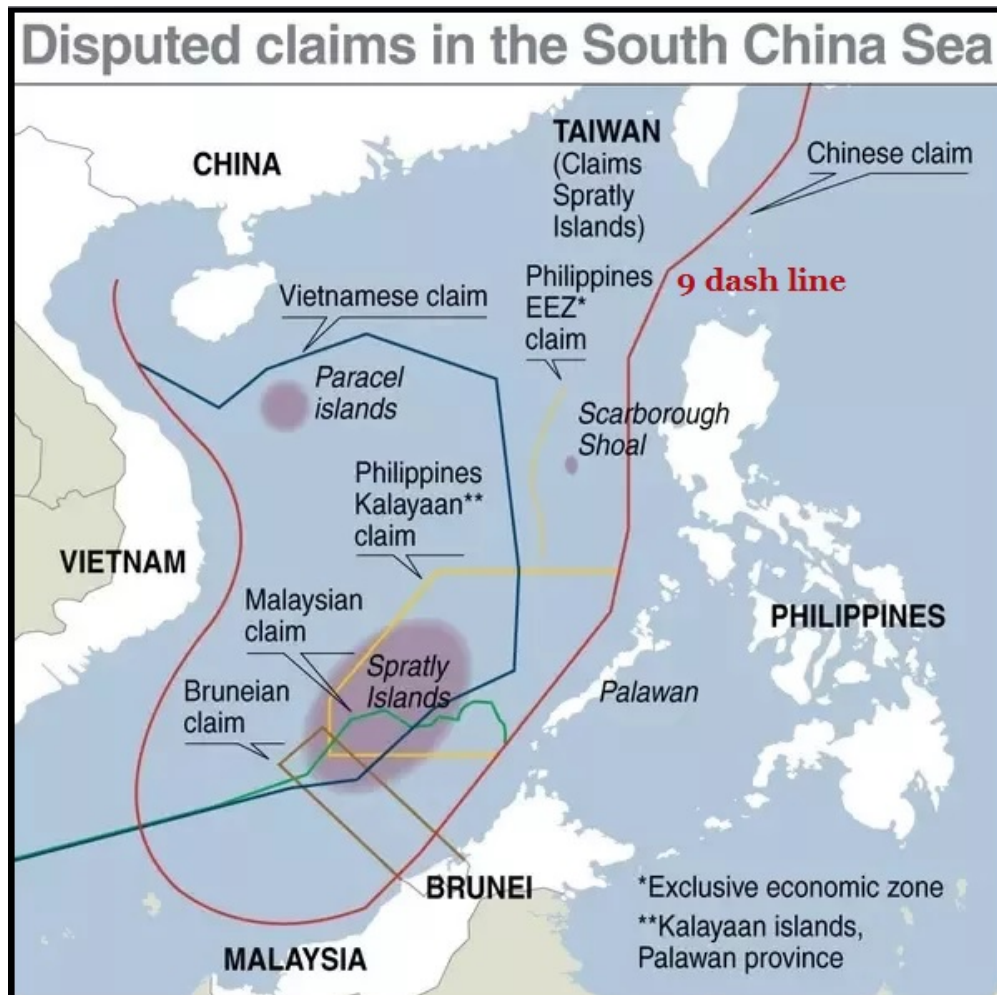 Disputed claims in the South China Sea
TAIWAN
(Claims
Spratly
Islands)
CHINA
Chinese claim
Philippines
EEZ*
claim
9 dash line
Vietnamese claim
Paracel
islands
Scarborough
Shoal
Philippines
Kalayaan**
claim
VIETNAM
Malaysian
claim
PHILIPPINES
Spratly
Islands
Bruneian
claim
Palawan
BRUNEI
*Exclusive economic zone
**Kalayaan islands,
Palawan province
MALAYSIA